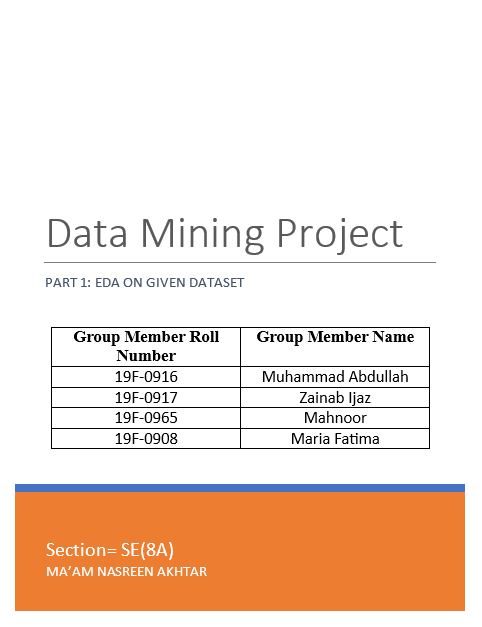 Data Mining Project
PART 1: EDA ON GIVEN DATASET
Group Member Roll Number Group Member Name
19F-0916 Muhammad Abdullah
19F-0917 Zainab Ijaz
19F-0965 Mahnoor
19F-0908 Maria Fatima
Section= SE(8A)
MA’AM NASREEN AKHTAR